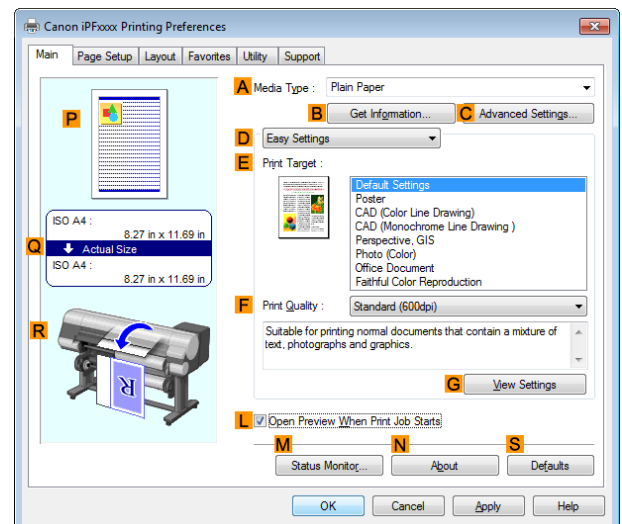 Canon iPFxxxx Printing Preferences
Main Page Setup Layout Favorites Utility Support
A Media Type : Plain Paper
B Get Information... C Advanced Settings...
D Easy Settings
E Print Target :
P
Default Settings
Poster
CAD (Color Line Drawing)
CAD (Monochrome Line Drawing )
Perspective, GIS
Photo (Color)
Office Document
Faithful Color Reproduction
ISO A4 :
8.27 in x 11.69 in
Q Actual Size
ISO A4 :
8.27 in x 11.69 in
F Print Quality : Standard (600dpi)
Suitable for printing normal documents that contain a mixture of
text, photographs and graphics.
R
R
G View Settings
L Open Preview When Print Job Starts
M N S
Status Monitor... About Defaults
OK Cancel Apply Help